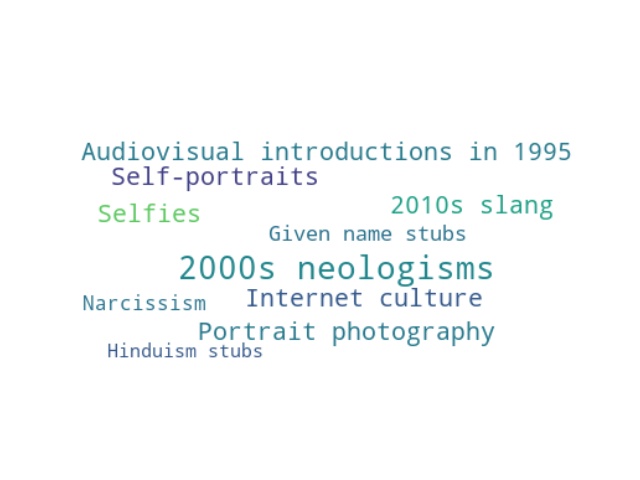 Audiovisual introductions in 1995
Self-portraits
2010s slang
Selfies
Given name stubs
2000s neologisms
Internet culture
Narcissism
Portrait photography
Hinduism stubs